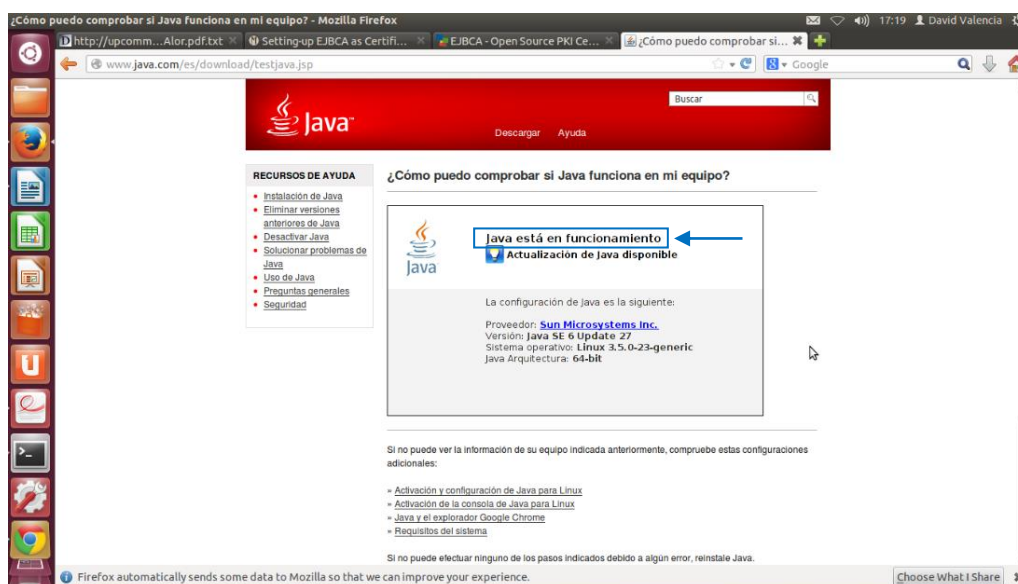 ¿Cómo puedo comprobar si Java funciona en mi equipo? - Mozilla Firefox
17:19 David Valencia
http://upcomm...Alor.pdf.txt
Setting-up EJBCA as Certifi...
EJBCA - Open Source PKI Ce...
¿Cómo puedo comprobar si...
www.java.com/es/download/testjava.jsp
Google
Java™
Buscar
Descargar Ayuda
RECURSOS DE AYUDA
Instalación de Java
Eliminar versiones
anteriores de Java
Desactivar Java
Solucionar problemas de
Java
Uso de Java
Preguntas generales
Seguridad
¿Cómo puedo comprobar si Java funciona en mi equipo?
Java
Java está en funcionamiento
Actualización de Java disponible
La configuración de Java es la siguiente:
Proveedor: Sun Microsystems Inc.
Versión: Java SE 6 Update 27
Sistema operativo: Linux 3.5.0-23-generic
Java Arquitectura: 64-bit
Si no puede ver la información de su equipo indicada anteriormente, compruebe estas configuraciones
adicionales:
» Activación y configuración de Java para Linux
» Activación de la consola de Java para Linux
» Java y el explorador Google Chrome
» Requisitos del sistema
Si no puede efectuar ninguno de los pasos indicados debido a algún error, reinstale Java.
Firefox automatically sends some data to Mozilla so that we can improve your experience.
Choose What I Share